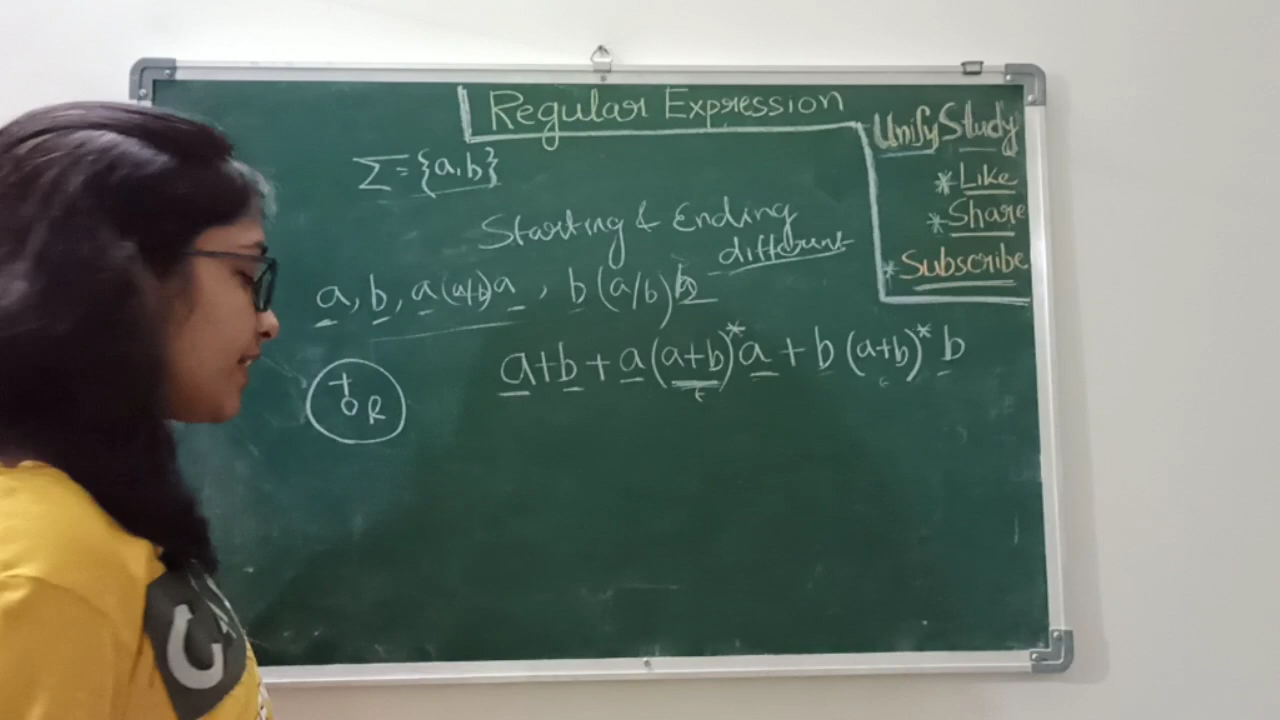 Regular Expression
Unify Study
* Like
* Share
* Subscribe
Σ = {a,b}
Starting & Ending
different
a, b, a(a/b)a, b(a/b)b
a+b+a(a+b)*a+b(a+b)*b
+
OR
ε
ε